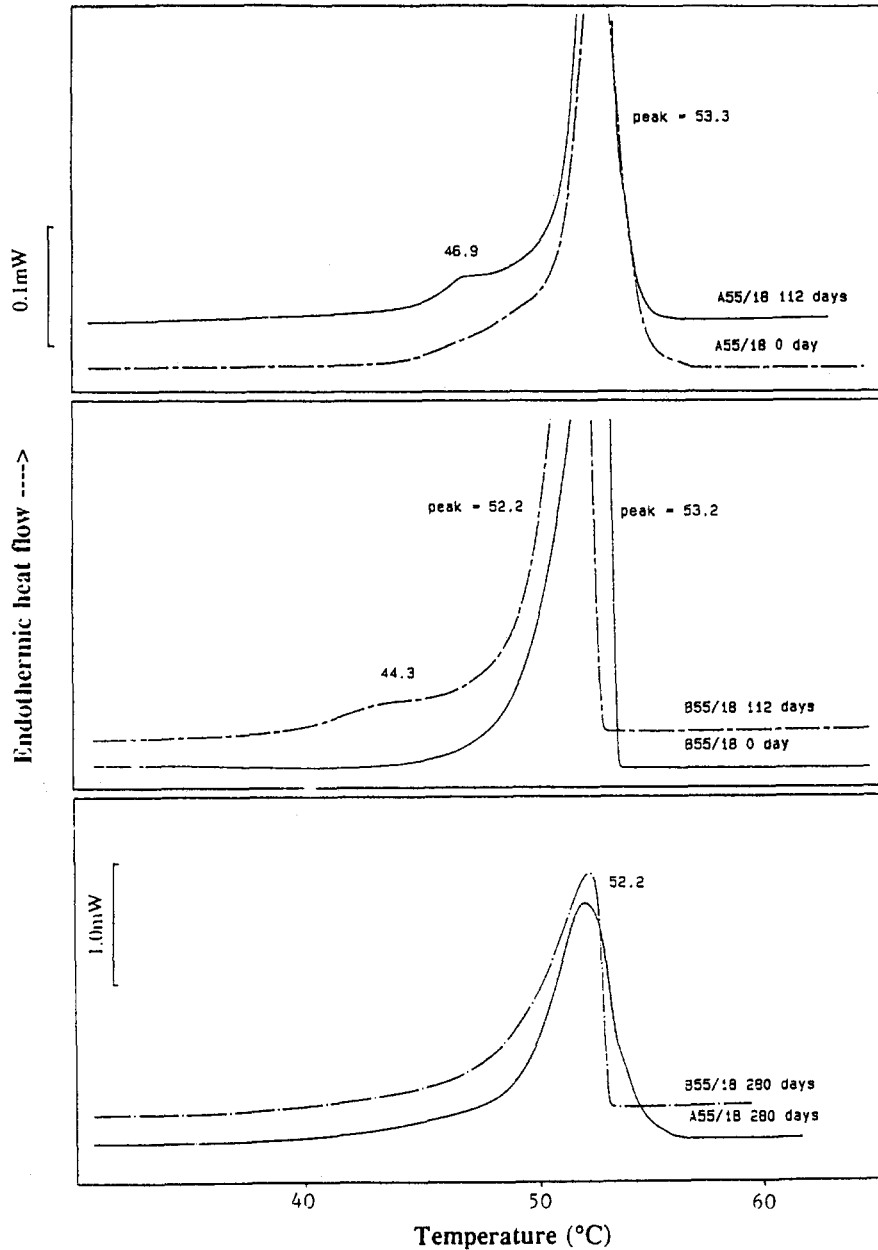 peak = 53.3
46.9
0.1mW
A55/18 112 days
A55/18 0 day
peak = 52.2
peak = 53.2
44.3
Endothermic heat flow ---->
B55/18 112 days
B55/18 0 day
52.2
1.0mW
B55/18 280 days
A55/18 280 days
40
50
60
Temperature (°C)